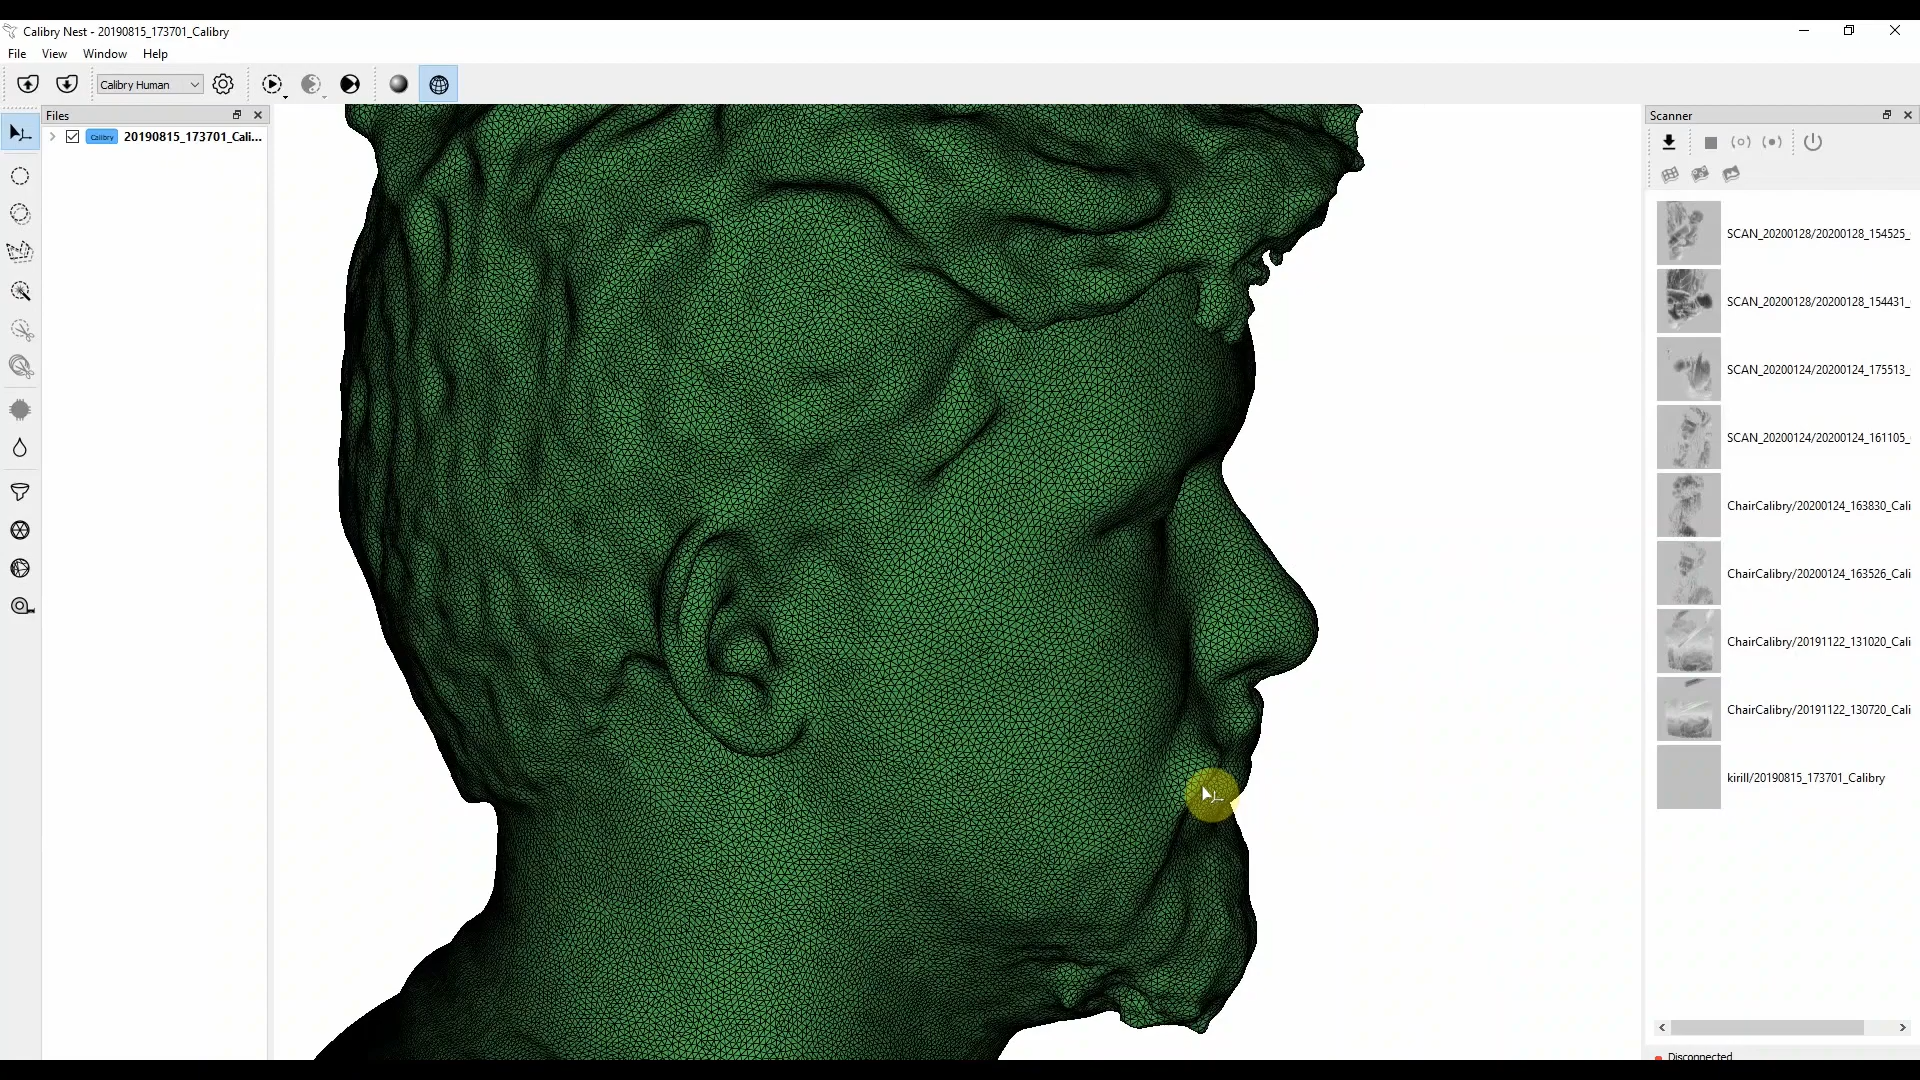 Calibry Nest - 20190815_173701_Calibry
File View Window Help
Calibry Human
Files
Calibry 20190815_173701_Cali...
Scanner
SCAN_20200128/20200128_154525_
SCAN_20200128/20200128_154431_
SCAN_20200124/20200124_175513_
SCAN_20200124/20200124_161105_
ChairCalibry/20200124_163830_Cali
ChairCalibry/20200124_163526_Cali
ChairCalibry/20191122_131020_Cali
ChairCalibry/20191122_130720_Cali
kirill/20190815_173701_Calibry
Disconnected